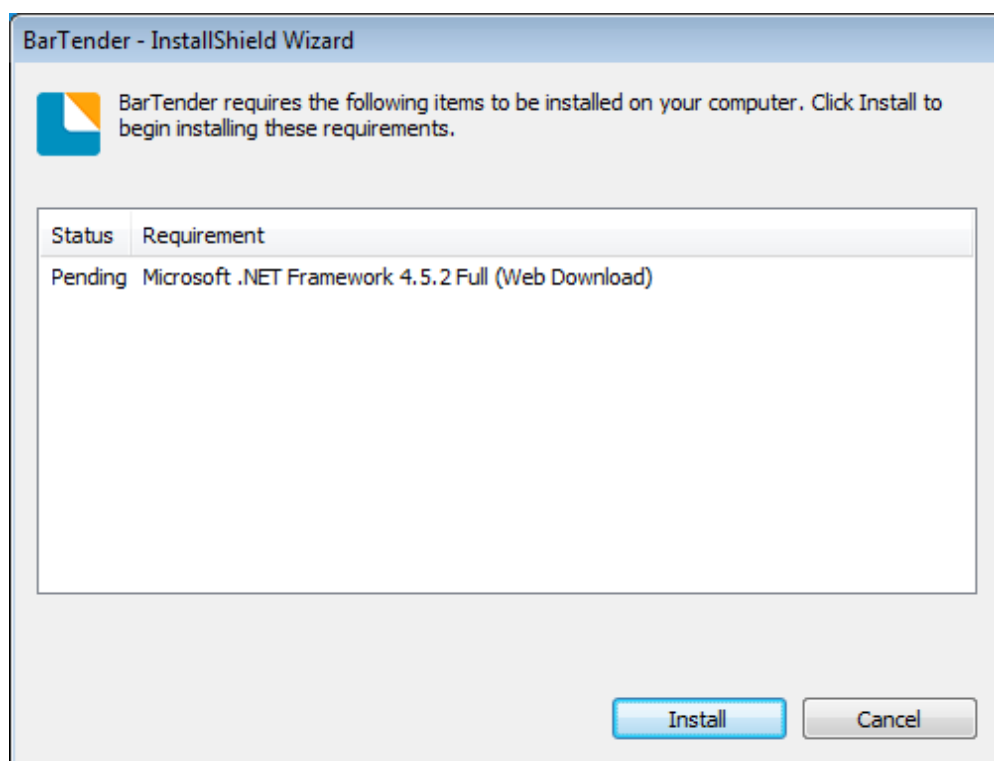 BarTender - InstallShield Wizard
BarTender requires the following items to be installed on your computer. Click Install to
begin installing these requirements.
Status Requirement
Pending Microsoft .NET Framework 4.5.2 Full (Web Download)
Install Cancel